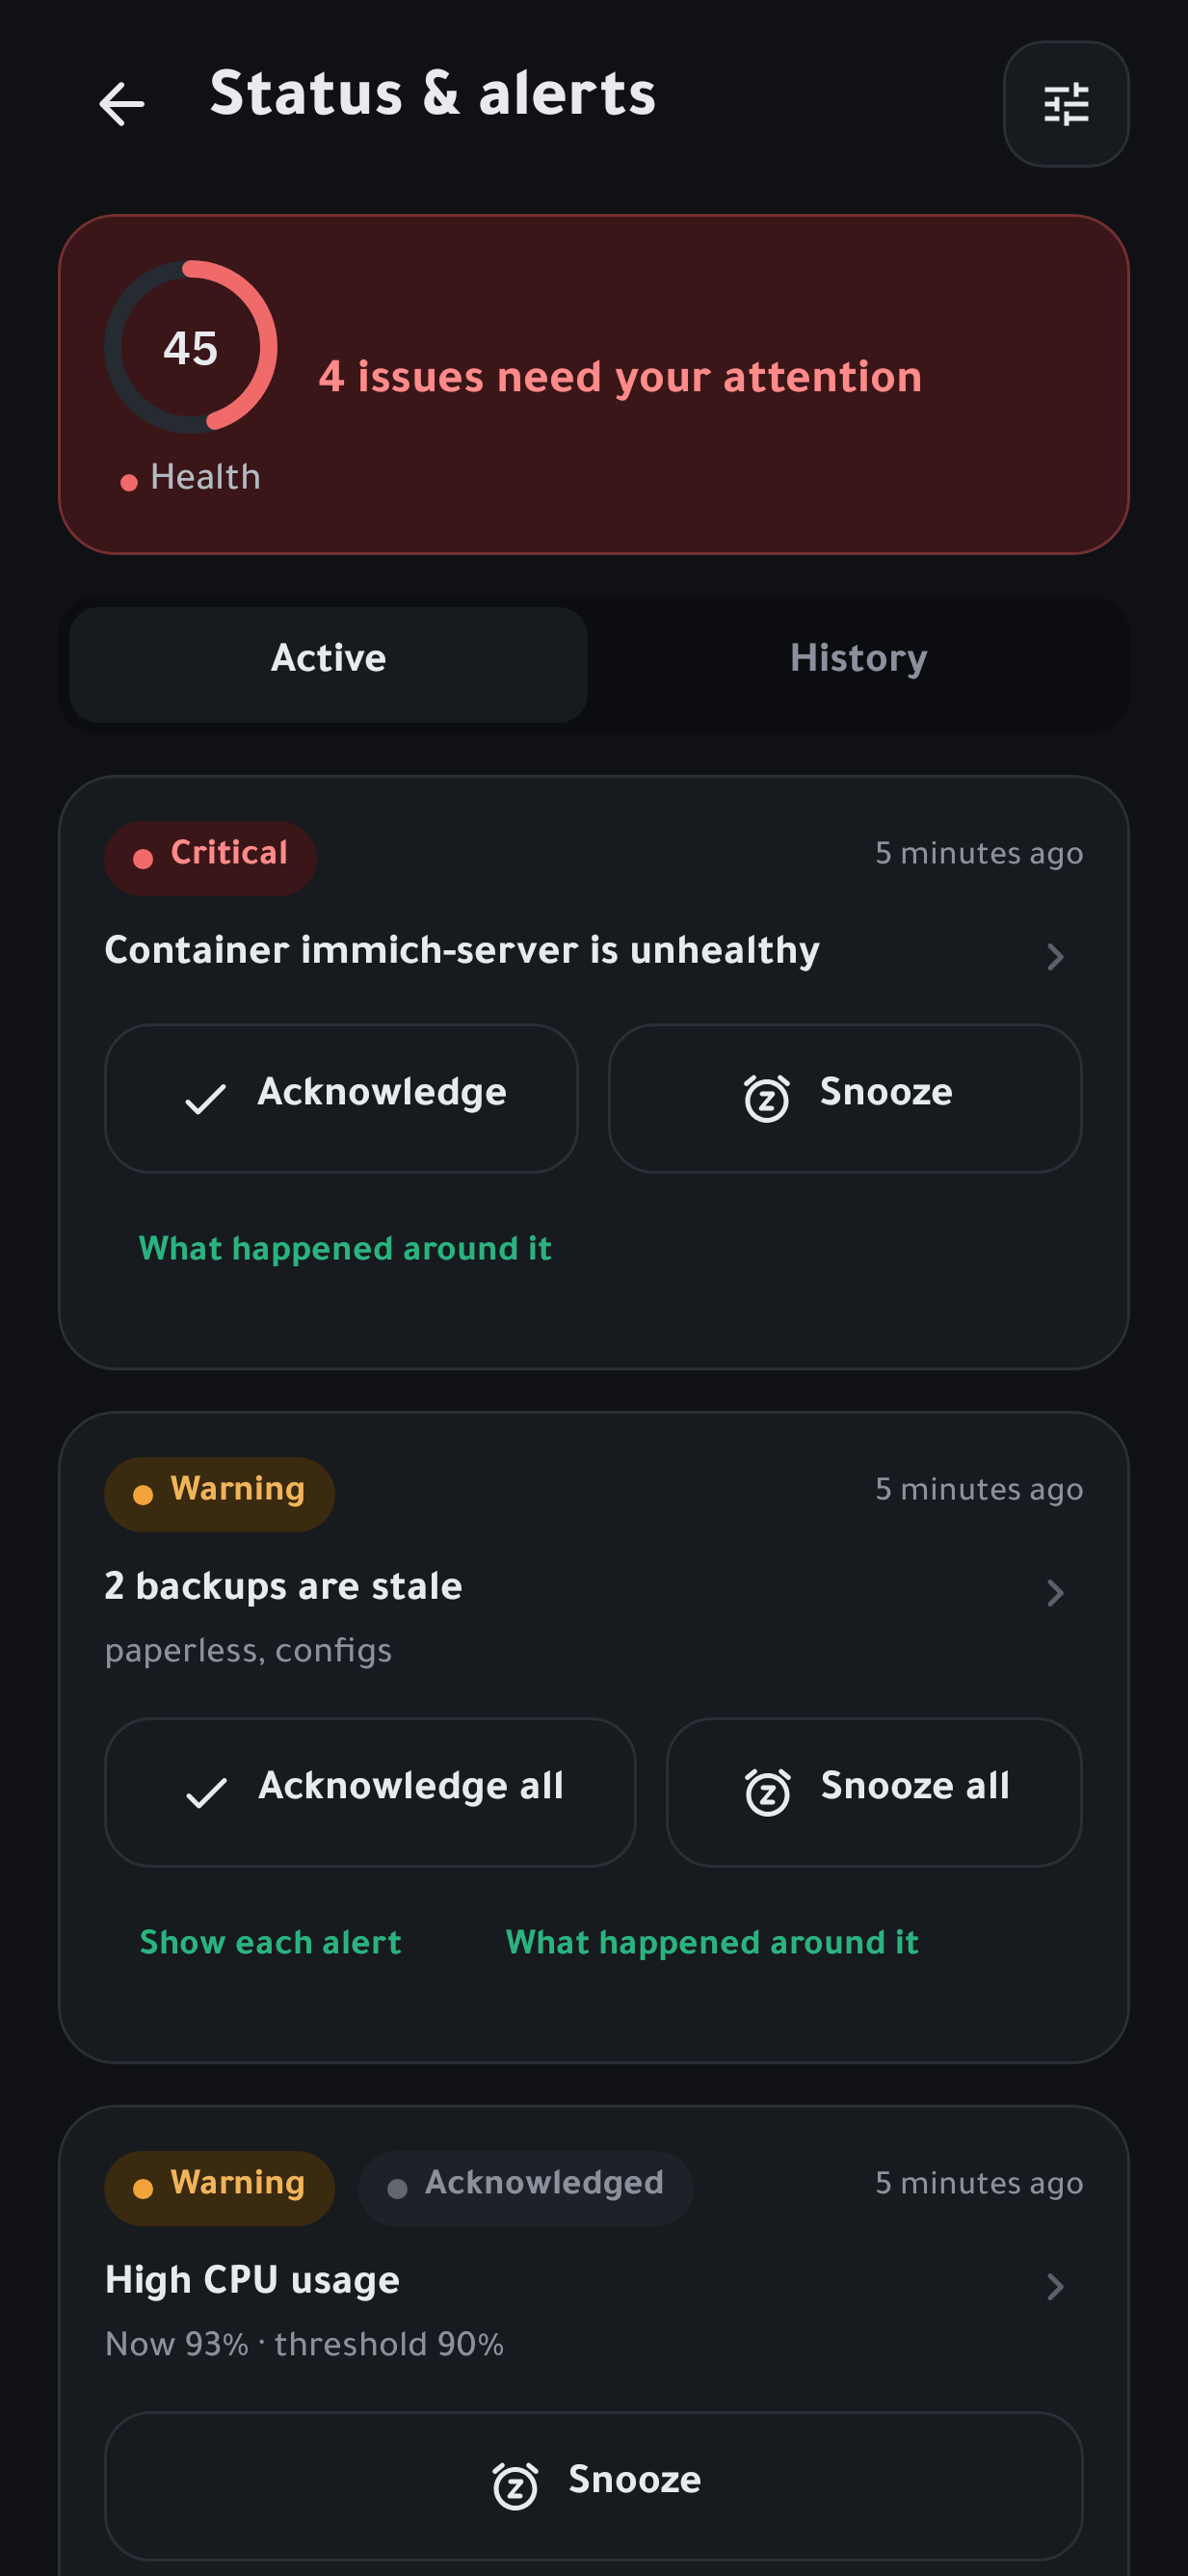 Status & alerts
45
4 issues need your attention
Health
Active
History
Critical
5 minutes ago
Container immich-server is unhealthy
Acknowledge
Snooze
What happened around it
Warning
5 minutes ago
2 backups are stale
paperless, configs
Acknowledge all
Snooze all
Show each alert
What happened around it
Warning
Acknowledged
5 minutes ago
High CPU usage
Now 93% · threshold 90%
Snooze